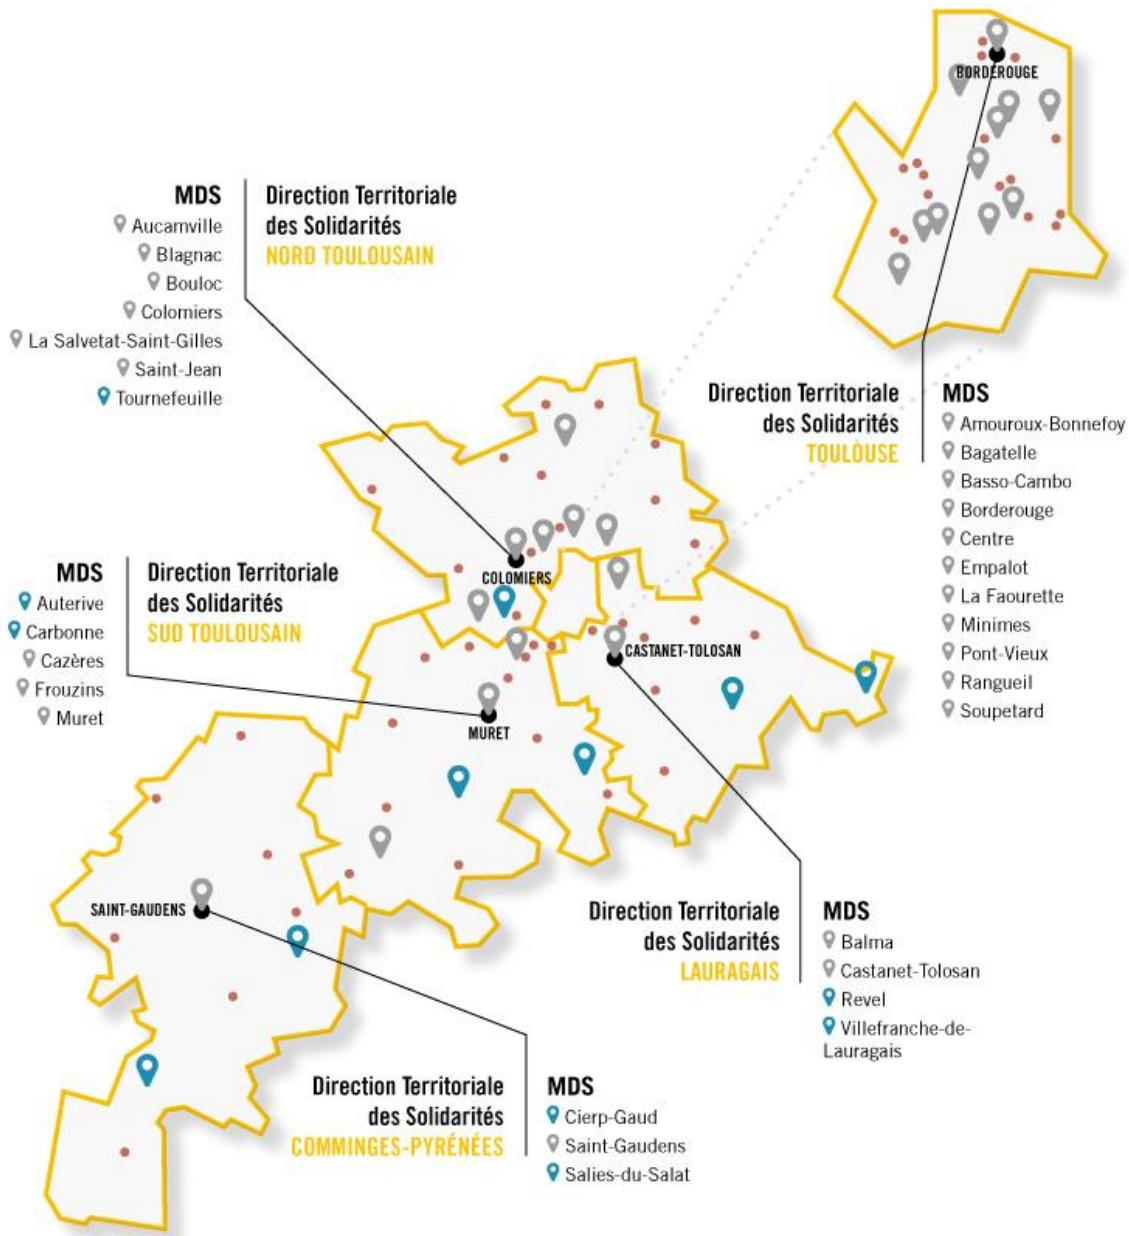 BORDEROUGE
MDS
Aucamville
Blagnac
Bouloc
Colomiers
La Salvetat-Saint-Gilles
Saint-Jean
Tournefeuille
Direction Territoriale
des Solidarités
NORD TOULOUSAIN
Direction Territoriale
des Solidarités
TOULOUSE
MDS
Amouroux-Bonnefoy
Bagatelle
Basso-Cambo
Borderouge
Centre
Empalot
La Faourette
Minimes
Pont-Vieux
Rangueil
Soupetard
COLOMIERS
MDS
Auterive
Carbonne
Cazères
Frouzins
Muret
Direction Territoriale
des Solidarités
SUD TOULOUSAIN
CASTANET-TOLOSAN
MURET
SAINT-GAUDENS
Direction Territoriale
des Solidarités
LAURAGAIS
MDS
Balma
Castanet-Tolosan
Revel
Villefranche-de-
Lauragais
Direction Territoriale
des Solidarités
COMMINGES-PYRÉNÉES
MDS
Cierp-Gaud
Saint-Gaudens
Salies-du-Salat